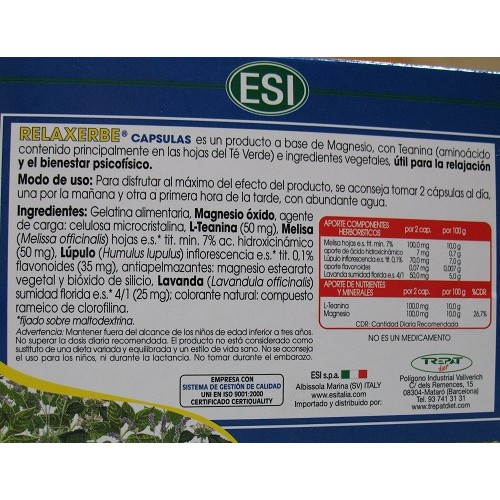 ESI
RELAXERBE® CAPSULAS es un producto a base de Magnesio, con Teanina (aminoácido
contenido principalmente en las hojas del Té Verde) e ingredientes vegetales, útil para la relajación
y el bienestar psicofísico.
Modo de uso: Para disfrutar al máximo del efecto del producto, se aconseja tomar 2 cápsulas al día,
una por la mañana y otra a primera hora de la tarde, con abundante agua.
Ingredientes: Gelatina alimentaria, Magnesio óxido, agente
de carga: celulosa microcristalina, L-Teanina (50 mg), Melisa
(Melissa officinalis) hojas e.s.* tit. min. 7% ac. hidroxicinámico
(50 mg), Lúpulo (Humulus lupulus) inflorescencia e.s.* tit. 0,1%
flavonoides (35 mg), antiapelmazantes: magnesio estearato
vegetal y bióxido de silicio, Lavanda (Lavandula officinalis)
sumidad florida e.s.* 4/1 (25 mg); colorante natural: compuesto
rameico de clorofilina.
*fijado sobre maltodextrina.
Advertencia: Mantener fuera del alcance de los niños de edad inferior a tres años.
No superar la dosis diaria recomendada. El producto no está considerado como
sustituto de una dieta variada y equilibrada y un estilo de vida sano. No se aconseja
el uso para los niños, ni durante la lactancia. No tomar durante el embarazo.
APORTE COMPONENTES
HERBORISTICOS por 2 cap. por 100 g
Melisa hojas e.s. tit. min. 7% 100,0 mg 10,0 g
aporte de ácido hidroxicinámico 7 mg 0,7 g
Lúpulo inflorescencia e.s. tit. 0,1% 70,0 mg 7,0 g
aporte flavonoides 0,07 mg 0,007 g
Lavanda sumidad florida e.s. 4/1 50,0 mg 5,0 g
APORTE DE NUTRIENTES
Y MINERALES por 2 cap. por 100 g %CDR
L-Teanina 100,0 mg 10,0 g
Magnesio 100,0 mg 10,0 g 26,7%
CDR: Cantidad Diaria Recomendada
NO ES UN MEDICAMENTO
EMPRESA CON
SISTEMA DE GESTIÓN DE CALIDAD
UNI EN ISO 9001:2000
CERTIFICADO CERTIQUALITY
ESI s.p.a.
Albissola Marina (SV) ITALY
www.esitalia.com
Importado y distribuido por:
TREPAT
diet
Polígono Industrial Vallverich
C/ dels Remences, 15
08304-Mataró (Barcelona)
Tel. 93 741 31 31
www.trepatdiet.com